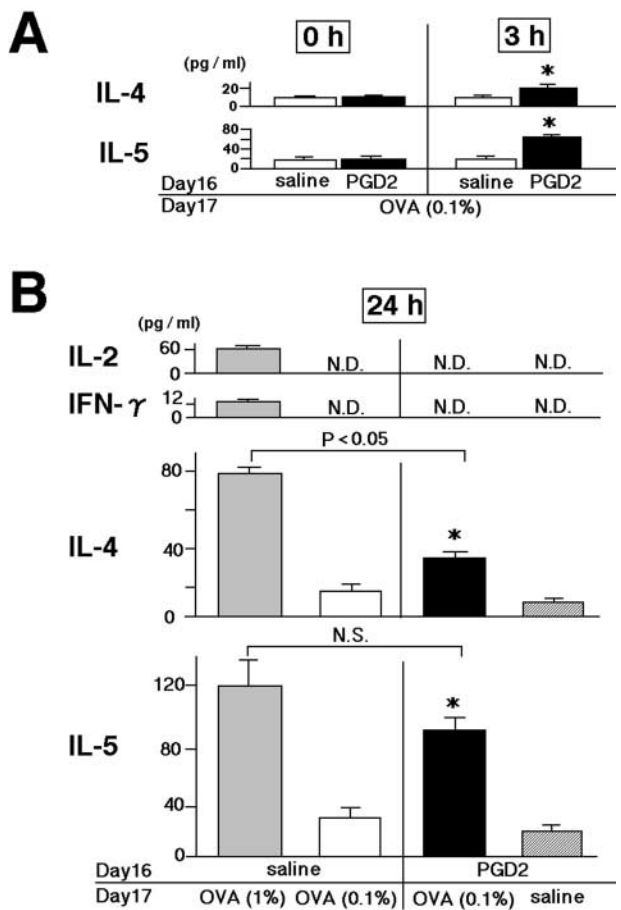 A
0 h
3 h
(pg / ml)
IL-4
20
0
*
IL-5
80
40
0
*
Day16
saline
PGD2
saline
PGD2
Day17
OVA (0.1%)
B
24 h
(pg / ml)
IL-2
60
0
N.D.
N.D.
N.D.
IFN-γ
12
0
N.D.
N.D.
N.D.
P < 0.05
IL-4
80
40
0
*
N.S.
IL-5
120
80
40
0
*
Day16
saline
PGD2
Day17
OVA (1%)
OVA (0.1%)
OVA (0.1%)
saline